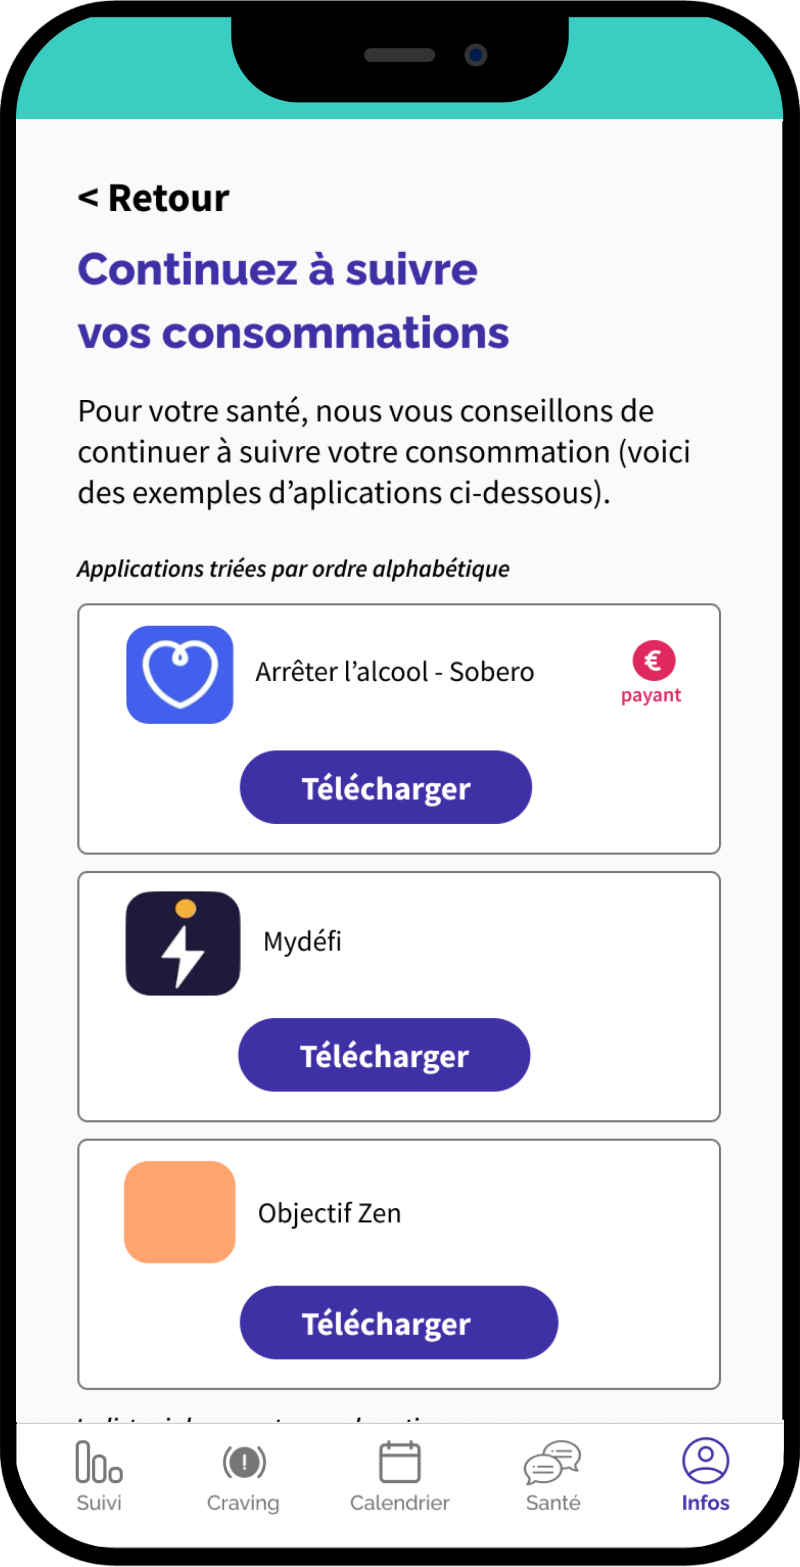 < Retour
Continuez à suivre
vos consommations
Pour votre santé, nous vous conseillons de
continuer à suivre votre consommation (voici
des exemples d’aplications ci-dessous).
Applications triées par ordre alphabétique
Arrêter l’alcool - Sobero
€
payant
Télécharger
Mydéfi
Télécharger
Objectif Zen
Télécharger
Suivi
Craving
Calendrier
Santé
Infos